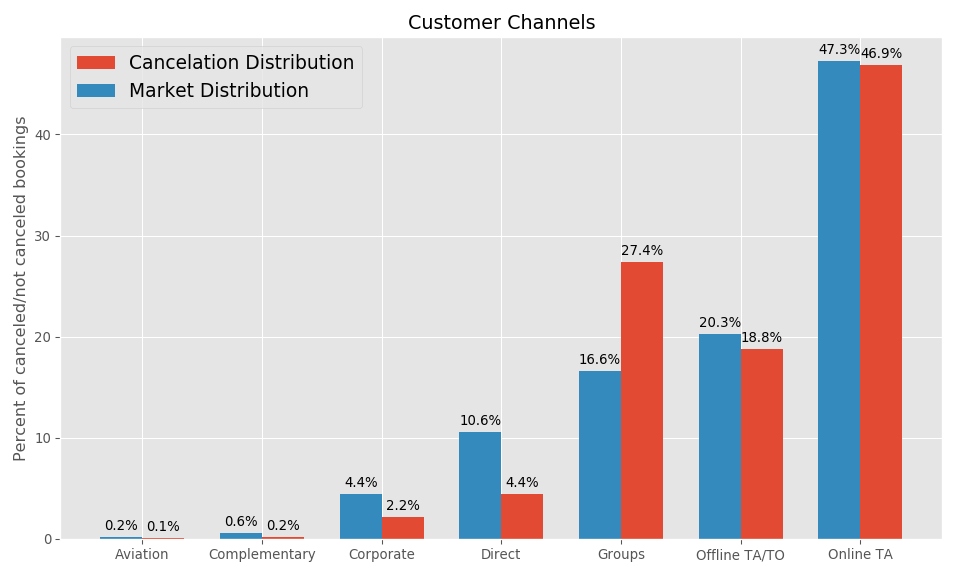 Customer Channels
Cancelation Distribution
Market Distribution
Percent of canceled/not canceled bookings
40
30
20
10
0
0.2%
0.1%
0.6%
0.2%
4.4%
2.2%
10.6%
4.4%
16.6%
27.4%
20.3%
18.8%
47.3%
46.9%
Aviation
Complementary
Corporate
Direct
Groups
Offline TA/TO
Online TA